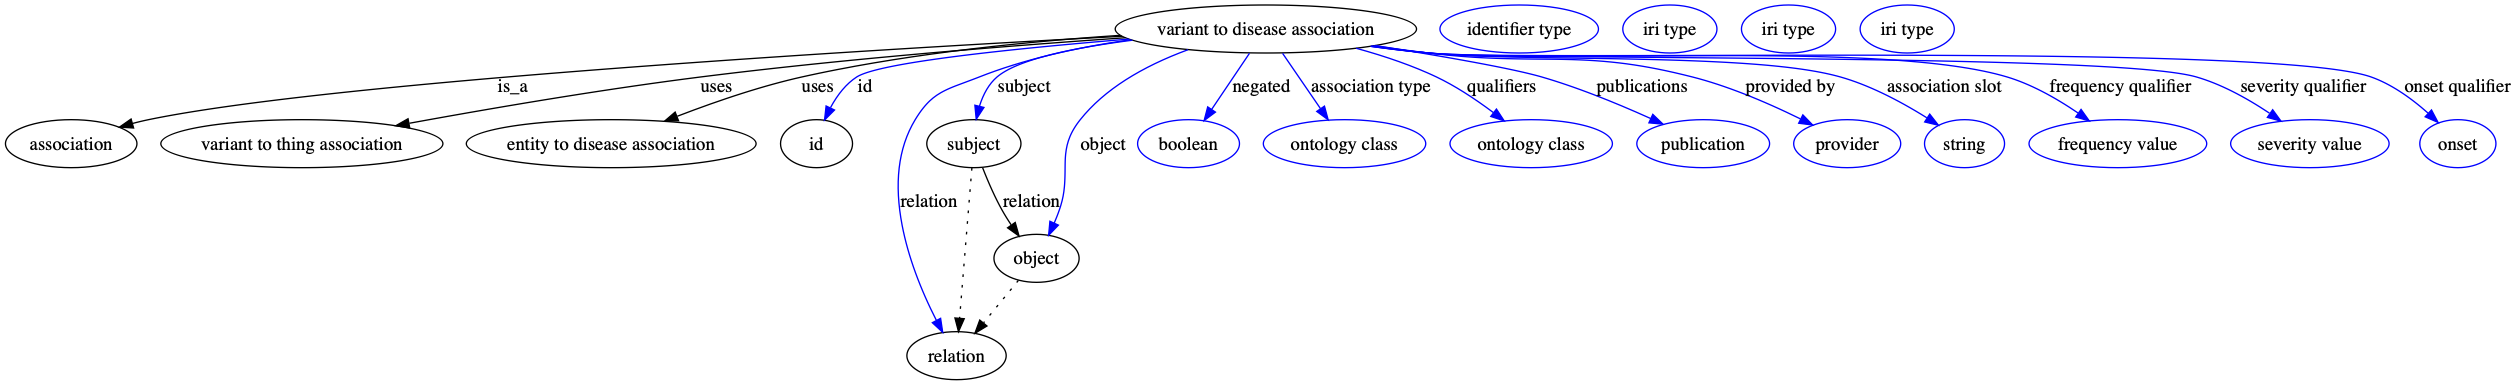 variant to disease association
identifier type
iri type
iri type
iri type
is_a
uses
uses
id
subject
negated
association type
qualifiers
publications
provided by
association slot
frequency qualifier
severity qualifier
onset qualifier
association
variant to thing association
entity to disease association
id
subject
object
boolean
ontology class
ontology class
publication
provider
string
frequency value
severity value
onset
relation
relation
object
relation